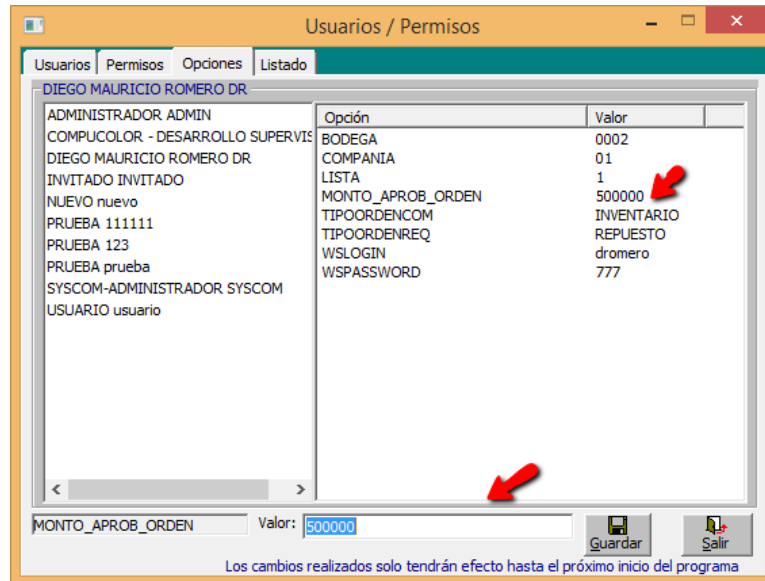 Usuarios / Permisos
Usuarios Permisos Opciones Listado
DIEGO MAURICIO ROMERO DR
ADMINISTRADOR ADMIN
COMPUCOLOR - DESARROLLO SUPERVIS
DIEGO MAURICIO ROMERO DR
INVITADO INVITADO
NUEVO nuevo
PRUEBA 111111
PRUEBA 123
PRUEBA prueba
SYSCOM-ADMINISTRADOR SYSCOM
USUARIO usuario
Opción Valor
BODEGA 0002
COMPANIA 01
LISTA 1
MONTO_APROB_ORDEN 500000
TIPOORDENCOM INVENTARIO
TIPOORDENREQ REPUESTO
WSLOGIN dromero
WSPASSWORD 777
MONTO_APROB_ORDEN Valor: 500000
Guardar Salir
Los cambios realizados solo tendrán efecto hasta el próximo inicio del programa